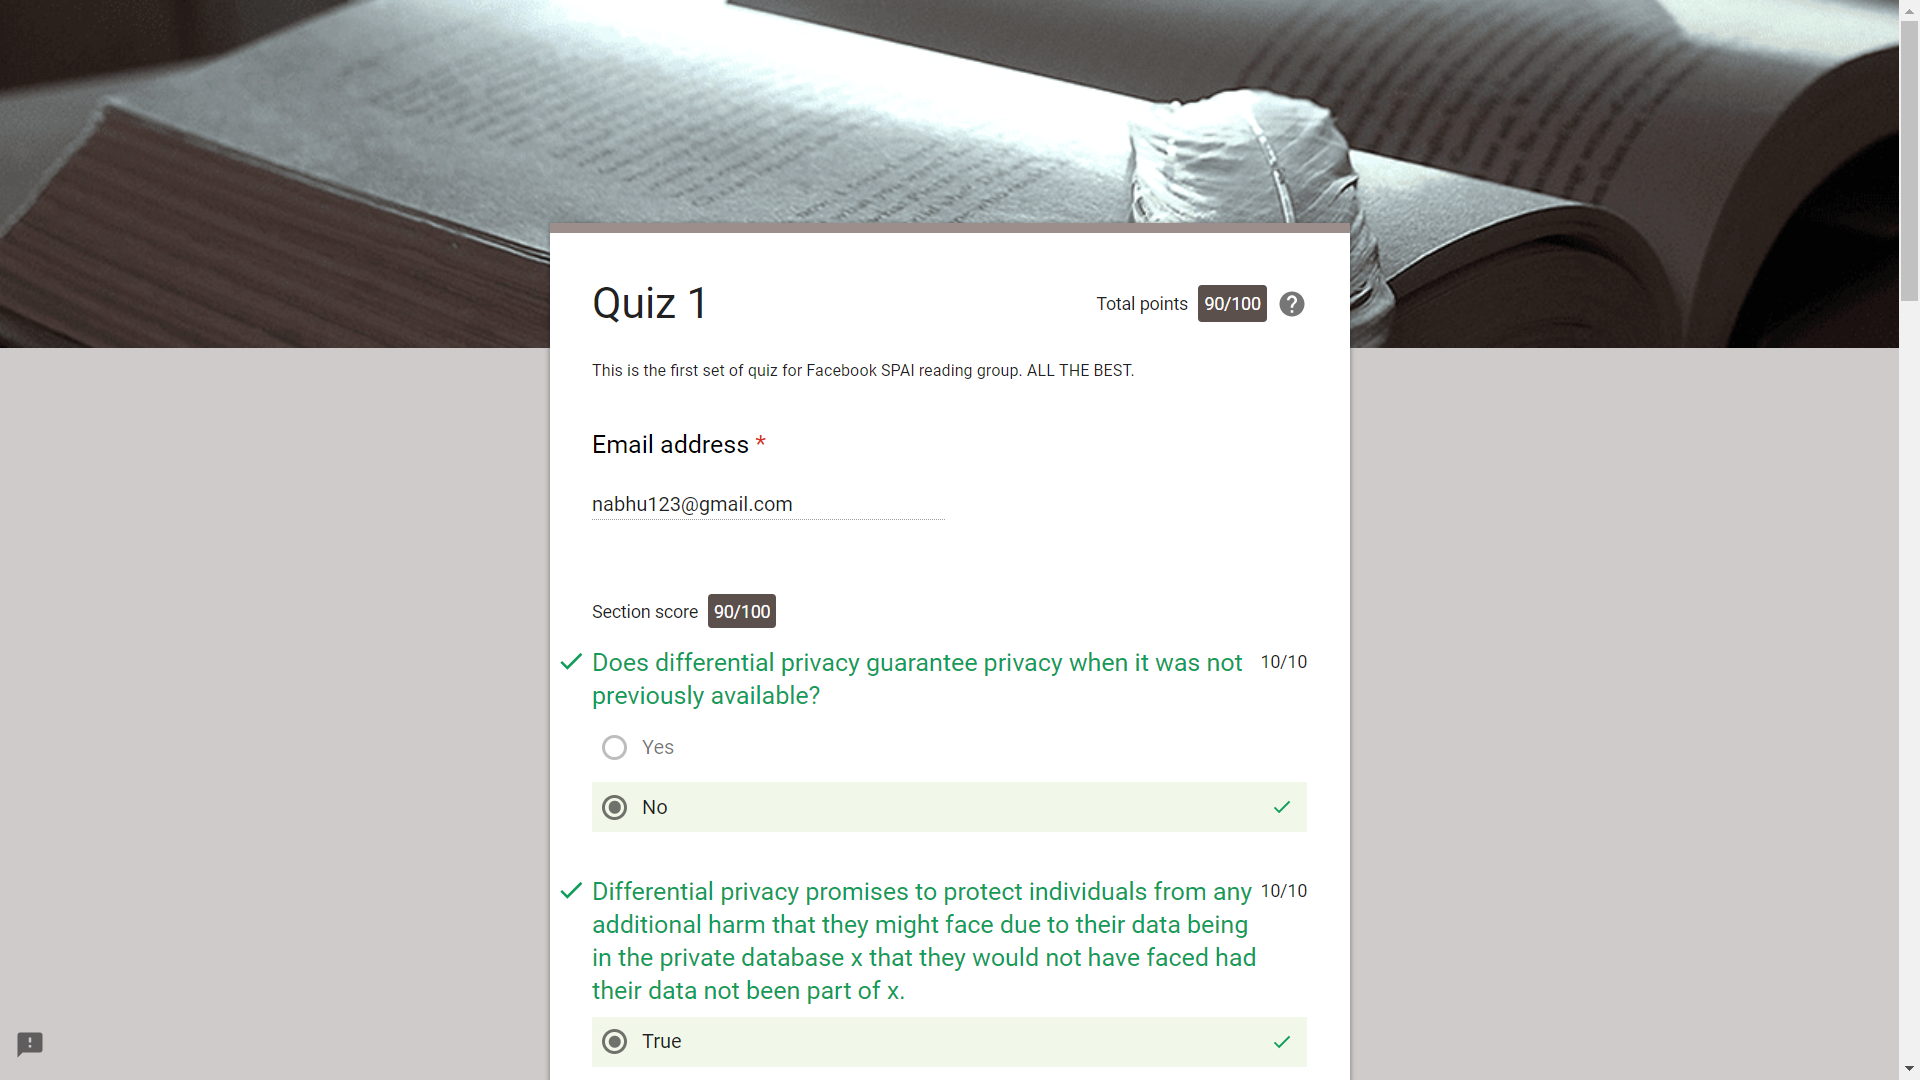 Quiz 1
Total points 90/100
This is the first set of quiz for Facebook SPAI reading group. ALL THE BEST.
Email address *
nabhu123@gmail.com
Section score 90/100
Does differential privacy guarantee privacy when it was not 10/10
previously available?
Yes
No
Differential privacy promises to protect individuals from any 10/10
additional harm that they might face due to their data being
in the private database x that they would not have faced had
their data not been part of x.
True